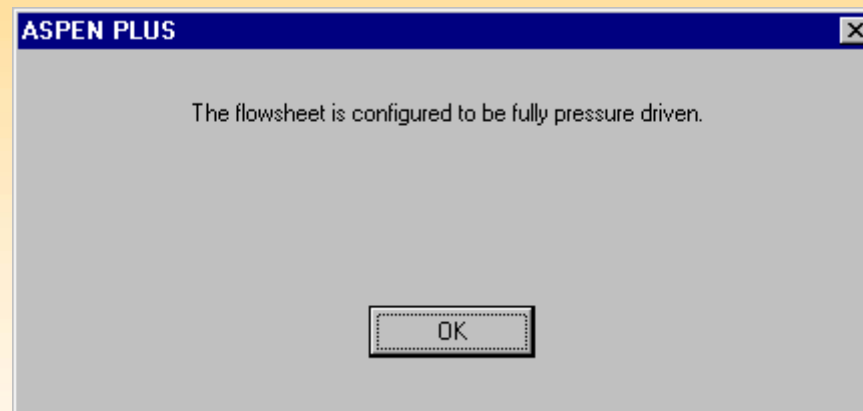 ASPEN PLUS
The flowsheet is configured to be fully pressure driven.
OK